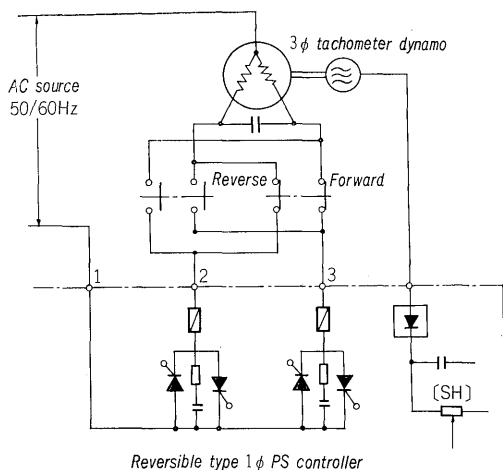 3φ tachometer dynamo
AC source
50/60Hz
Reverse
Forward
1
2
3
[SH]
Reversible type 1φ PS controller